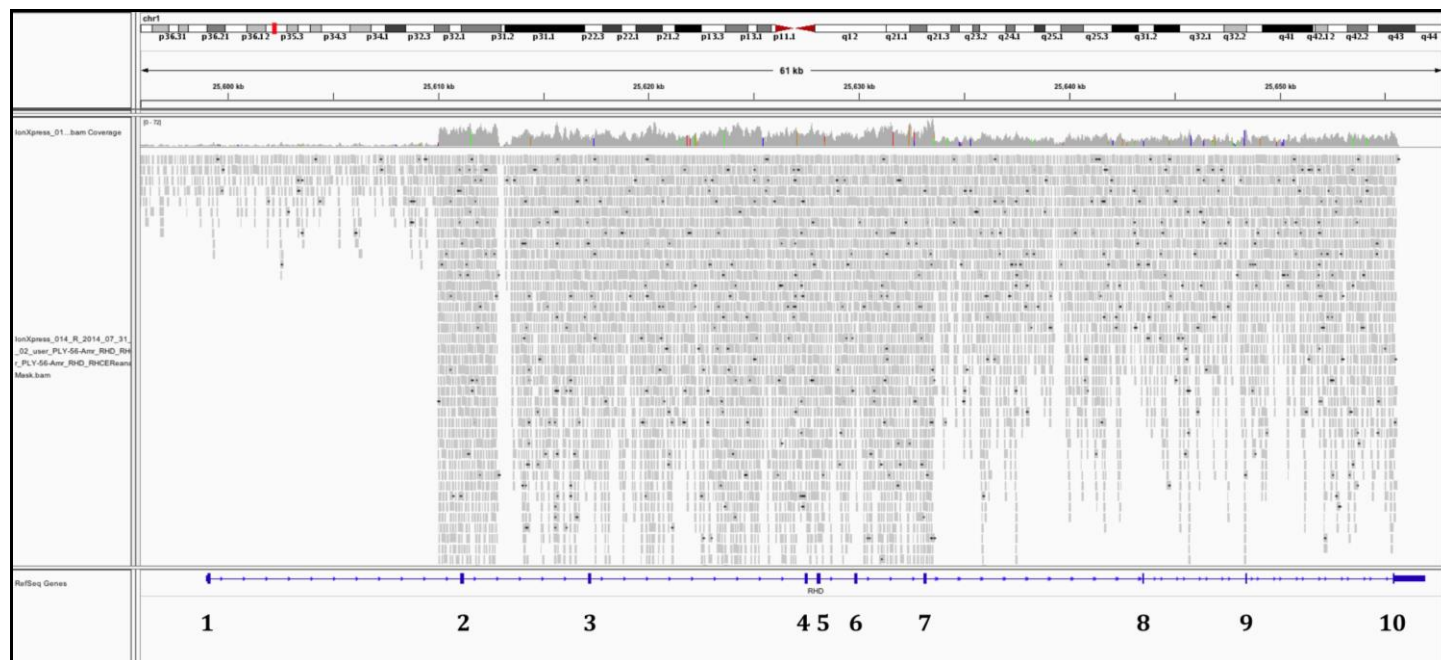 chr1
p36.31 p36.21 p36.12 p35.3 p34.3 p34.1 p32.3 p32.1 p31.2 p31.1 p22.3 p22.1 p21.2 p13.3 p13.1 p11.1 q12 q21.1 q21.3 q23.2 q24.1 q25.1 q25.3 q31.2 q32.1 q32.2 q41 q42.12 q42.2 q43 q44
61 kb
25,600 kb 25,610 kb 25,620 kb 25,630 kb 25,640 kb 25,650 kb
IonXpress_01...bam Coverage
[0 - 72]
IonXpress_014_R_2014_07_31_
_02_user_PLY-56-Amr_RHD_RH
r_PLY-56-Amr_RHD_RHCEReana
Mask.bam
RefSeq Genes
RHD
1 2 3 4 5 6 7 8 9 10